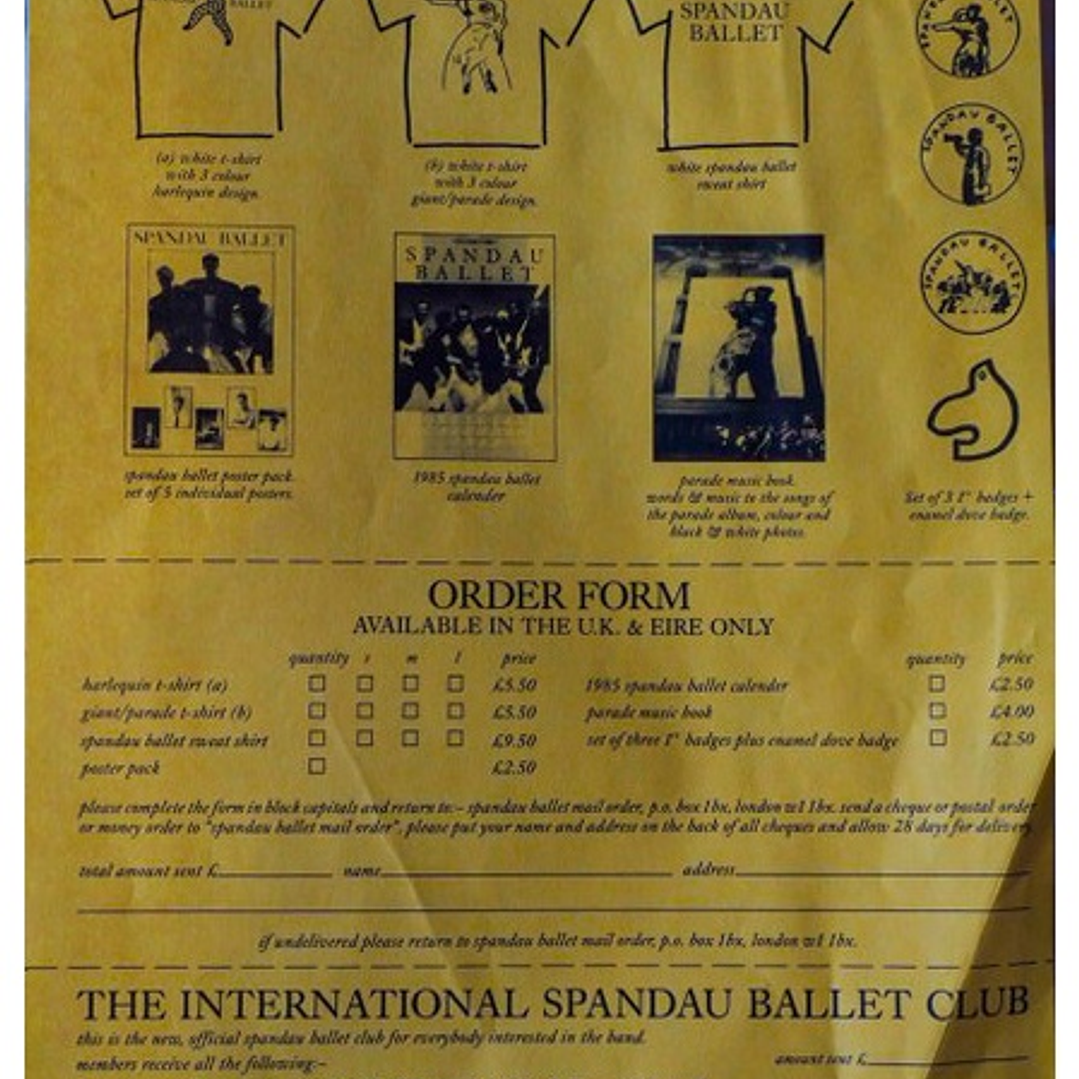 BALLET
SPANDAU
BALLET
SPANDAU BALLET
SPANDAU BALLET
(a) white t-shirt
with 3 colour
harlequin design.
(b) white t-shirt
with 3 colour
giant/parade design.
white spandau ballet
sweat shirt
SPANDAU BALLET
SPANDAU BALLET
SPANDAU
BALLET
spandau ballet poster pack.
set of 5 individual posters.
1985 spandau ballet
calender
parade music book.
words & music to the songs of
the parade album, colour and
black & white photos.
Set of 3 1" badges +
enamel dove badge.
ORDER FORM
AVAILABLE IN THE U.K. & EIRE ONLY
quantity s m l price
quantity price
harlequin t-shirt (a) £5.50
1985 spandau ballet calender £2.50
giant/parade t-shirt (b) £5.50
parade music book £4.00
spandau ballet sweat shirt £9.50
set of three 1" badges plus enamel dove badge £2.50
poster pack £2.50
please complete the form in block capitals and return to:– spandau ballet mail order, p.o. box 1bx, london w1 1bx. send a cheque or postal order
or money order to "spandau ballet mail order", please put your name and address on the back of all cheques and allow 28 days for delivery.
total amount sent £ name address
if undelivered please return to spandau ballet mail order, p.o. box 1bx, london w1 1bx.
THE INTERNATIONAL SPANDAU BALLET CLUB
this is the new, official spandau ballet club for everybody interested in the band.
members receive all the following:–
amount sent £